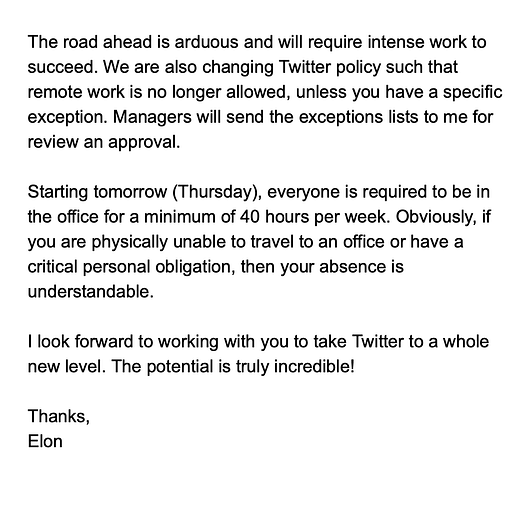 The road ahead is arduous and will require intense work to
succeed. We are also changing Twitter policy such that
remote work is no longer allowed, unless you have a specific
exception. Managers will send the exceptions lists to me for
review an approval.
Starting tomorrow (Thursday), everyone is required to be in
the office for a minimum of 40 hours per week. Obviously, if
you are physically unable to travel to an office or have a
critical personal obligation, then your absence is
understandable.
I look forward to working with you to take Twitter to a whole
new level. The potential is truly incredible!
Thanks,
Elon